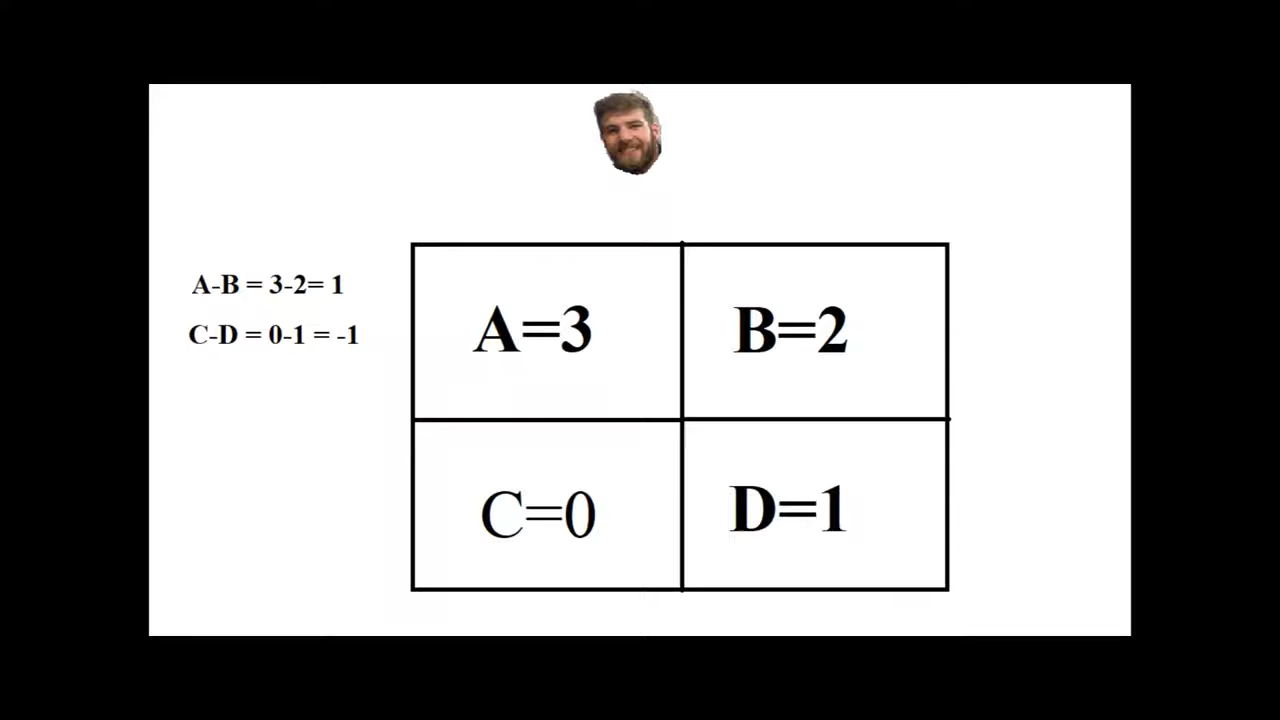 A-B = 3-2= 1
C-D = 0-1 = -1
A=3
B=2
C=0
D=1